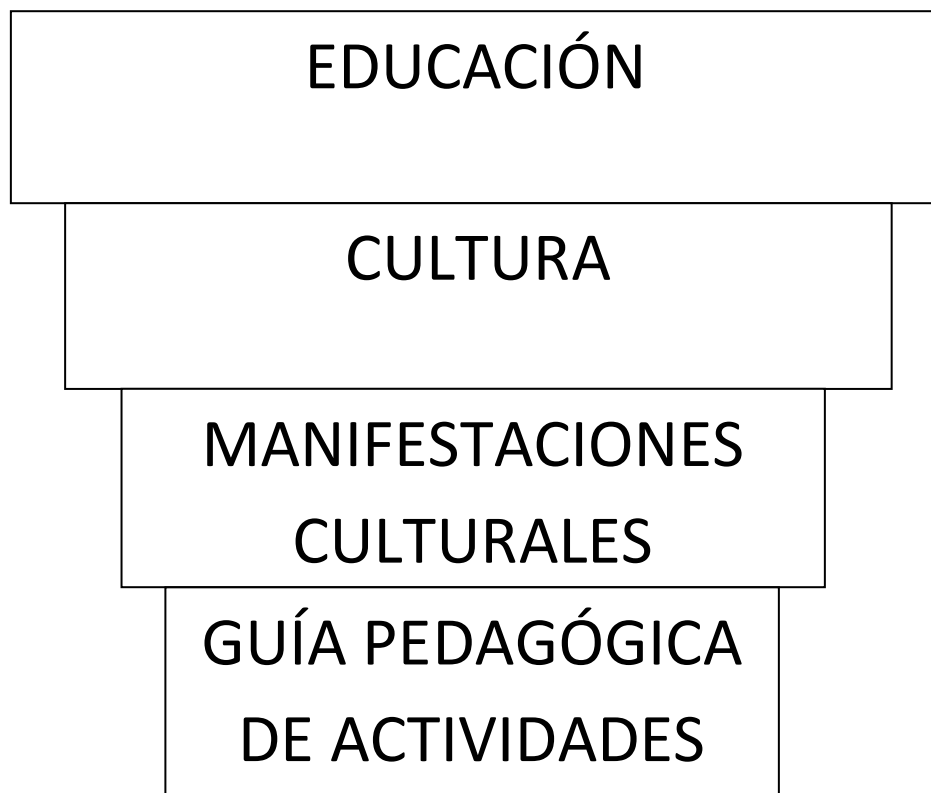 EDUCACIÓN
CULTURA
MANIFESTACIONES
CULTURALES
GUÍA PEDAGÓGICA
DE ACTIVIDADES